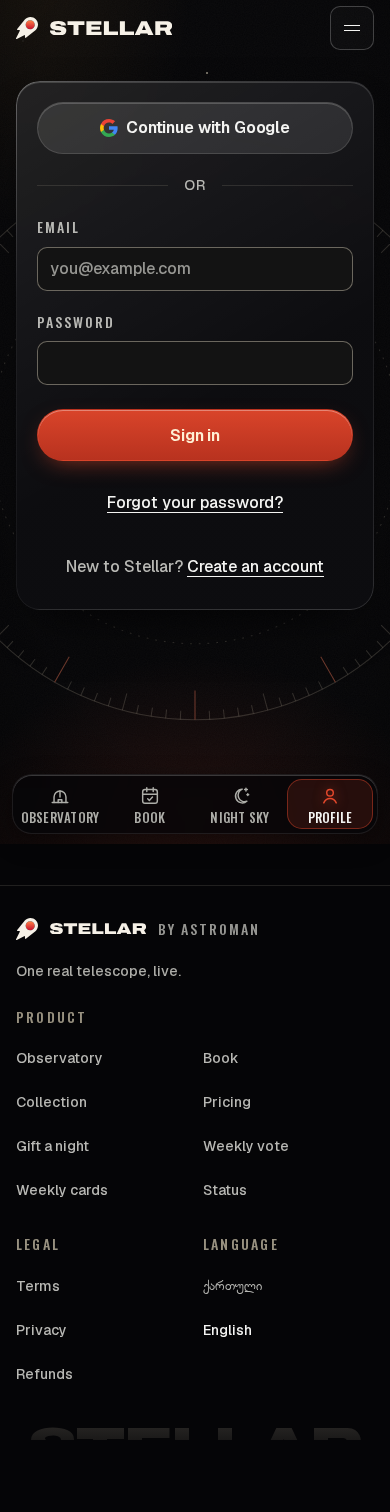 STELLAR
Continue with Google
OR
EMAIL
you@example.com
PASSWORD
Sign in
Forgot your password?
New to Stellar? Create an account
OBSERVATORY BOOK NIGHT SKY PROFILE
STELLAR BY ASTROMAN
One real telescope, live.
PRODUCT
Observatory Book
Collection Pricing
Gift a night Weekly vote
Weekly cards Status
LEGAL LANGUAGE
Terms ქართული
Privacy English
Refunds
STELLAR